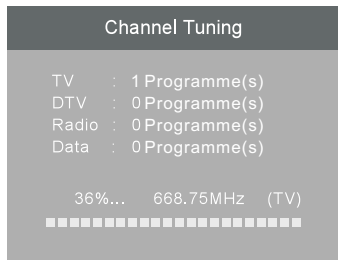 Channel Tuning
TV : 1 Programme(s)
DTV : 0 Programme(s)
Radio : 0 Programme(s)
Data : 0 Programme(s)
36%... 668.75MHz (TV)